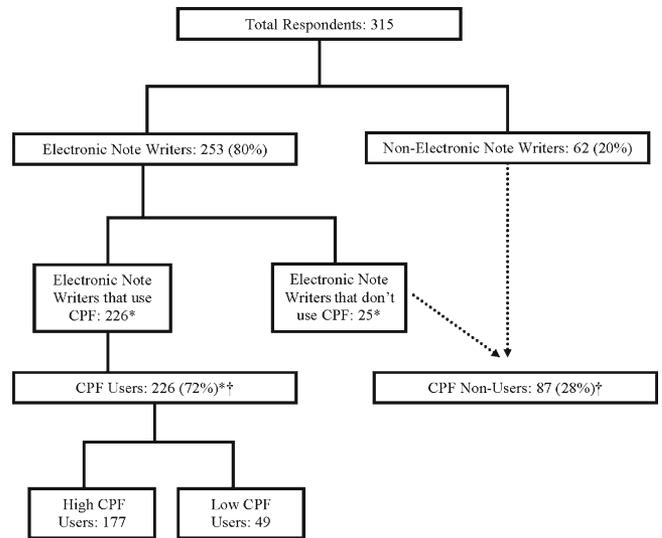 Total Respondents: 315
Electronic Note Writers: 253 (80%)
Non-Electronic Note Writers: 62 (20%)
Electronic Note
Writers that use
CPF: 226*
Electronic Note
Writers that don't
use CPF: 25*
CPF Users: 226 (72%)*†
CPF Non-Users: 87 (28%)†
High CPF
Users: 177
Low CPF
Users: 49